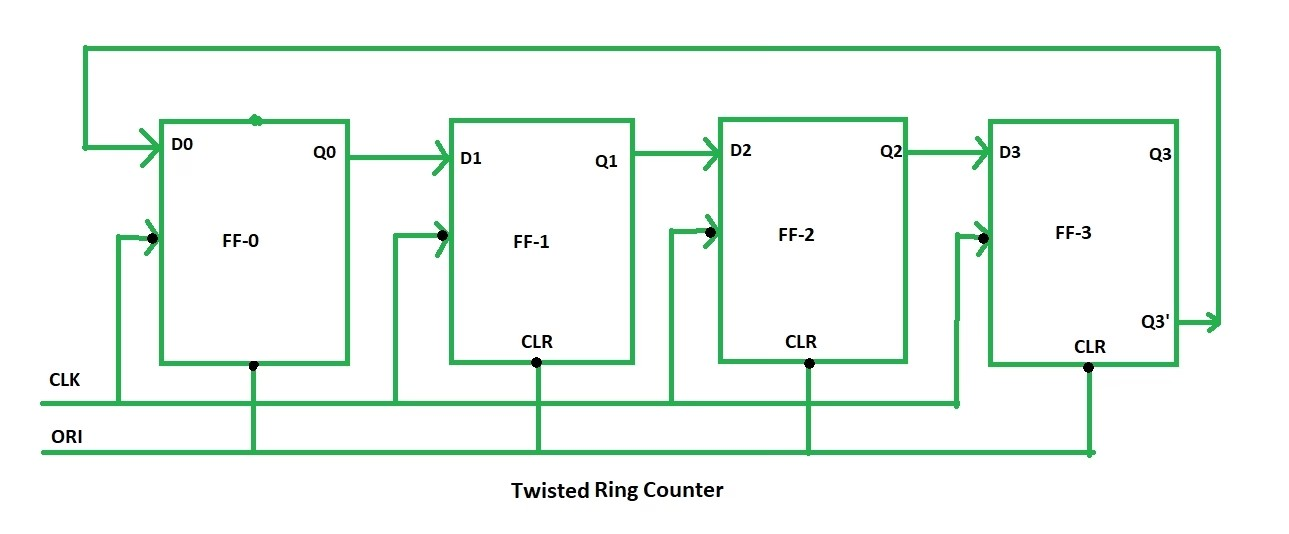 D0 Q0 D1 Q1 D2 Q2 D3 Q3
FF-0 FF-1 FF-2 FF-3
Q3'
CLR CLR CLR
CLK
ORI
Twisted Ring Counter